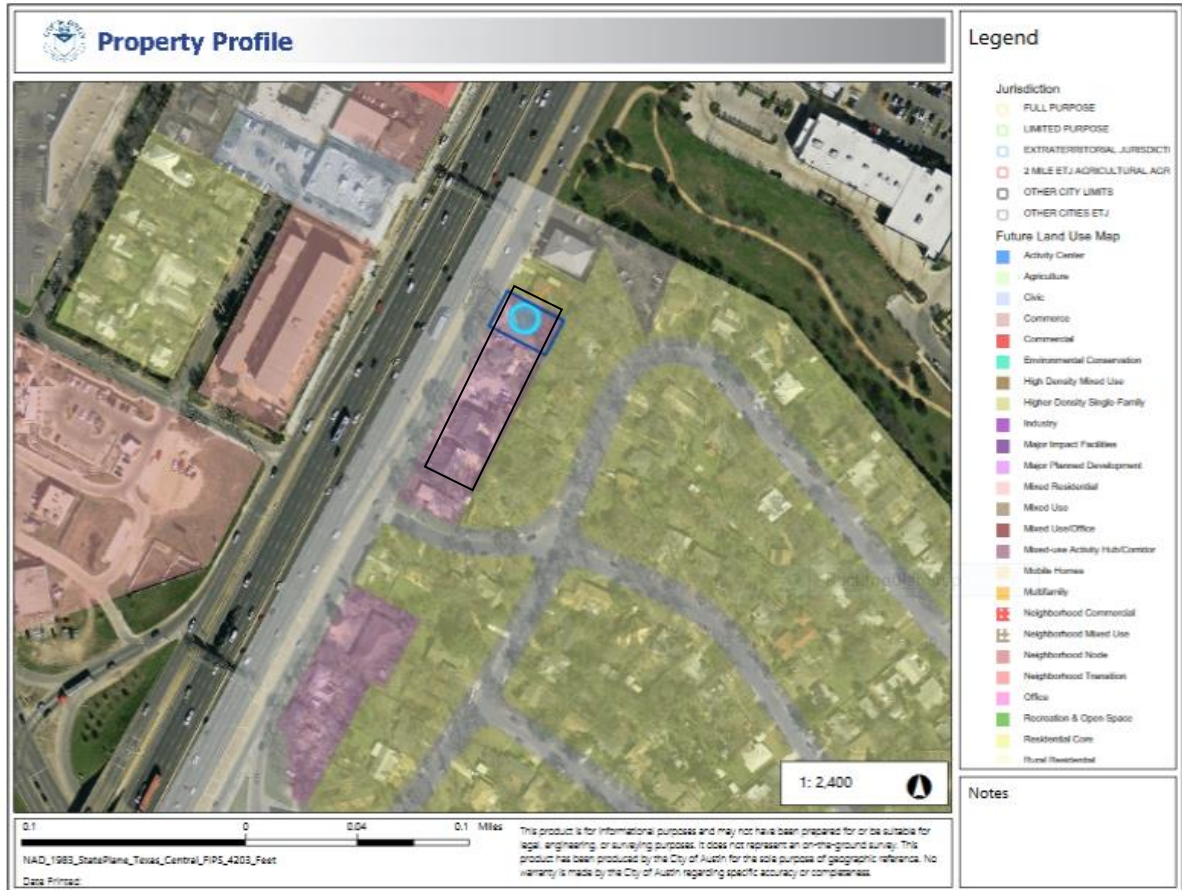 Property Profile
Legend
Jurisdiction
FULL PURPOSE
LIMITED PURPOSE
EXTRATERRITORIAL JURISDICTI
2 MILE ETJ AGRICULTURAL AGR
OTHER CITY LIMITS
OTHER CITIES ETJ
Future Land Use Map
Activity Center
Agriculture
Civic
Commerce
Commercial
Environmental Conservation
High Density Mixed Use
Higher Density Single-Family
Industry
Major Impact Facilities
Major Planned Development
Mixed Residential
Mixed Use
Mixed Use/Office
Mixed-use Activity Hub/Corridor
Mobile Homes
Multifamily
Neighborhood Commercial
Neighborhood Mixed Use
Neighborhood Node
Neighborhood Transition
Office
Recreation & Open Space
Residential Core
Rural Residential
1: 2,400
Notes
0.1 0 0.04 0.1 Miles
NAD_1983_StatePlane_Texas_Central_FIPS_4203_Feet
Date Printed:
This product is for informational purposes and may not have been prepared for or be suitable for
legal, engineering, or surveying purposes. It does not represent an on-the-ground survey. This
product has been produced by the City of Austin for the sole purpose of geographic reference. No
warranty is made by the City of Austin regarding specific accuracy or completeness.